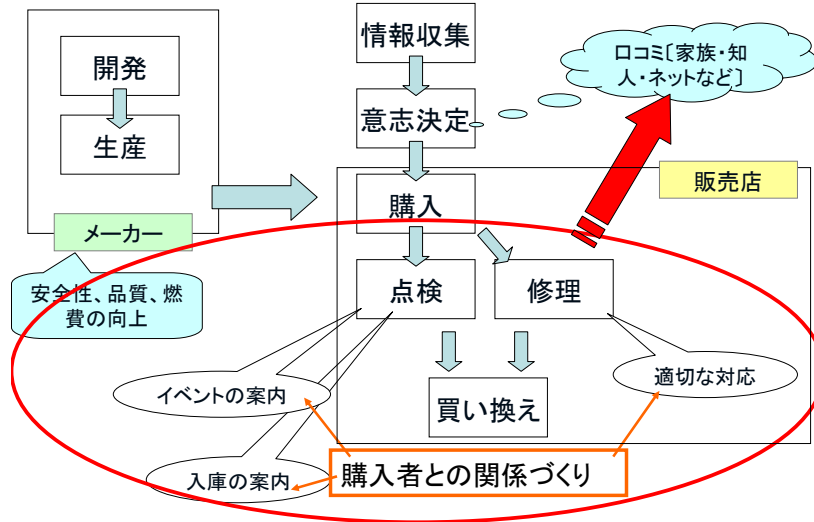 情報収集
口コミ〔家族・知
人・ネットなど〕
開発
意志決定
生産
販売店
購入
メーカー
安全性、品質、燃
費の向上
点検
修理
イベントの案内
適切な対応
買い換え
入庫の案内
購入者との関係づくり